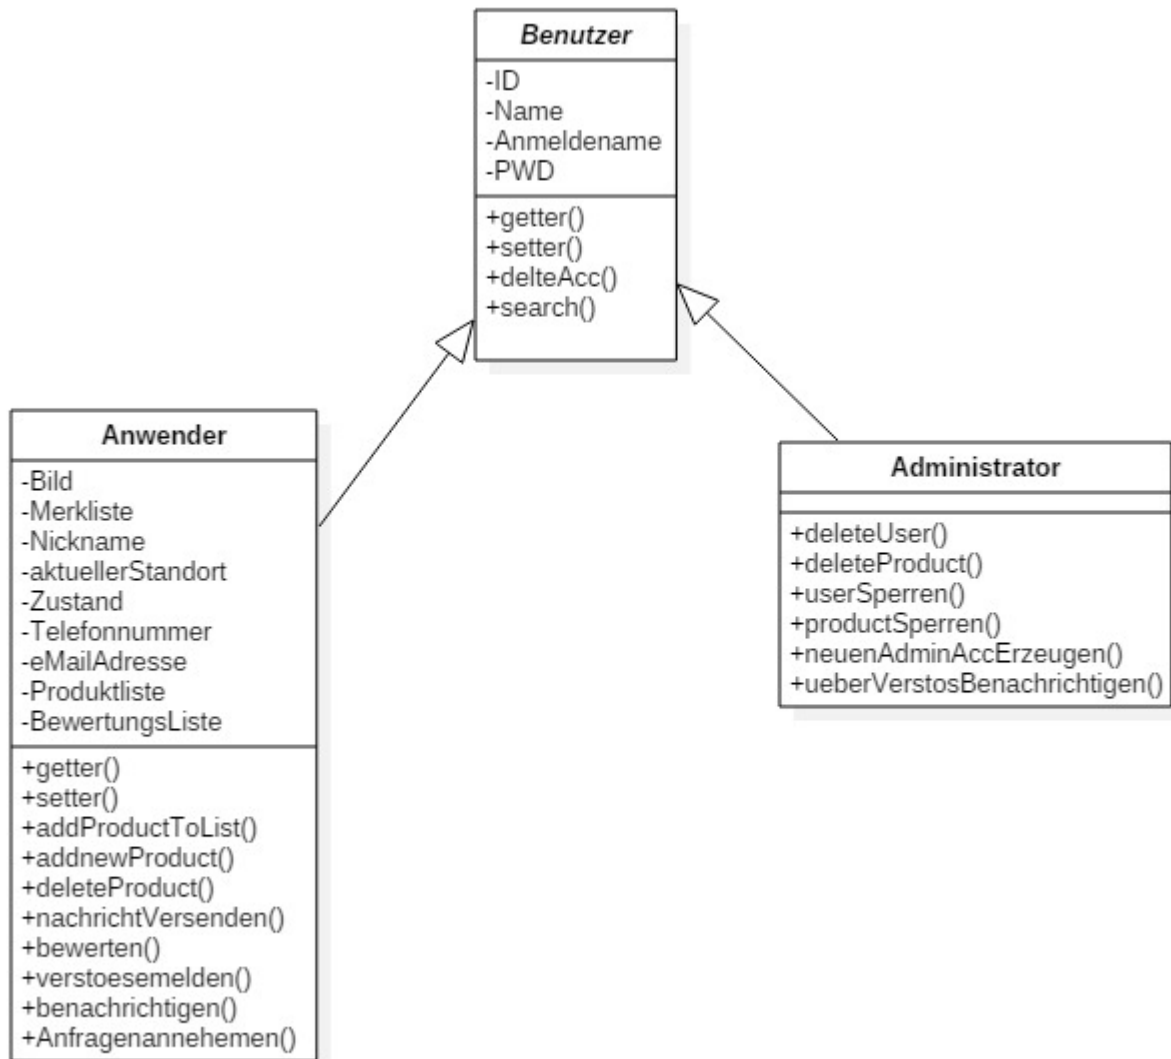 Benutzer
-ID
-Name
-Anmeldename
-PWD
+getter()
+setter()
+delteAcc()
+search()
Anwender
-Bild
-Merkliste
-Nickname
-aktuellerStandort
-Zustand
-Telefonnummer
-eMailAdresse
-Produktliste
-BewertungsListe
+getter()
+setter()
+addProductToList()
+addnewProduct()
+deleteProduct()
+nachrichtVersenden()
+bewerten()
+verstoesemelden()
+benachrichtigen()
+Anfragenannehemen()
Administrator
+deleteUser()
+deleteProduct()
+userSperren()
+productSperren()
+neuenAdminAccErzeugen()
+ueberVerstosBenachrichtigen()